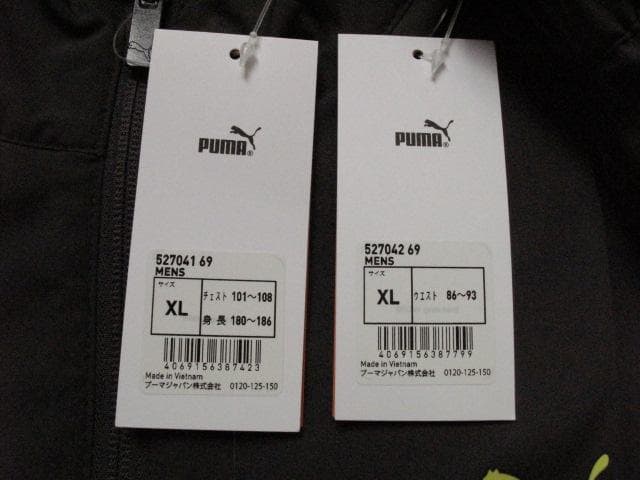 PUMA®
527041 69
MENS
サイズ
XL
チェスト 101～108
身 長 180～186
4069156387423
Made in Vietnam
プーマジャパン株式会社 0120-125-150
PUMA®
527042 69
MENS
サイズ
XL
ウエスト 86～93
4069156387799
Made in Vietnam
プーマジャパン株式会社 0120-125-150